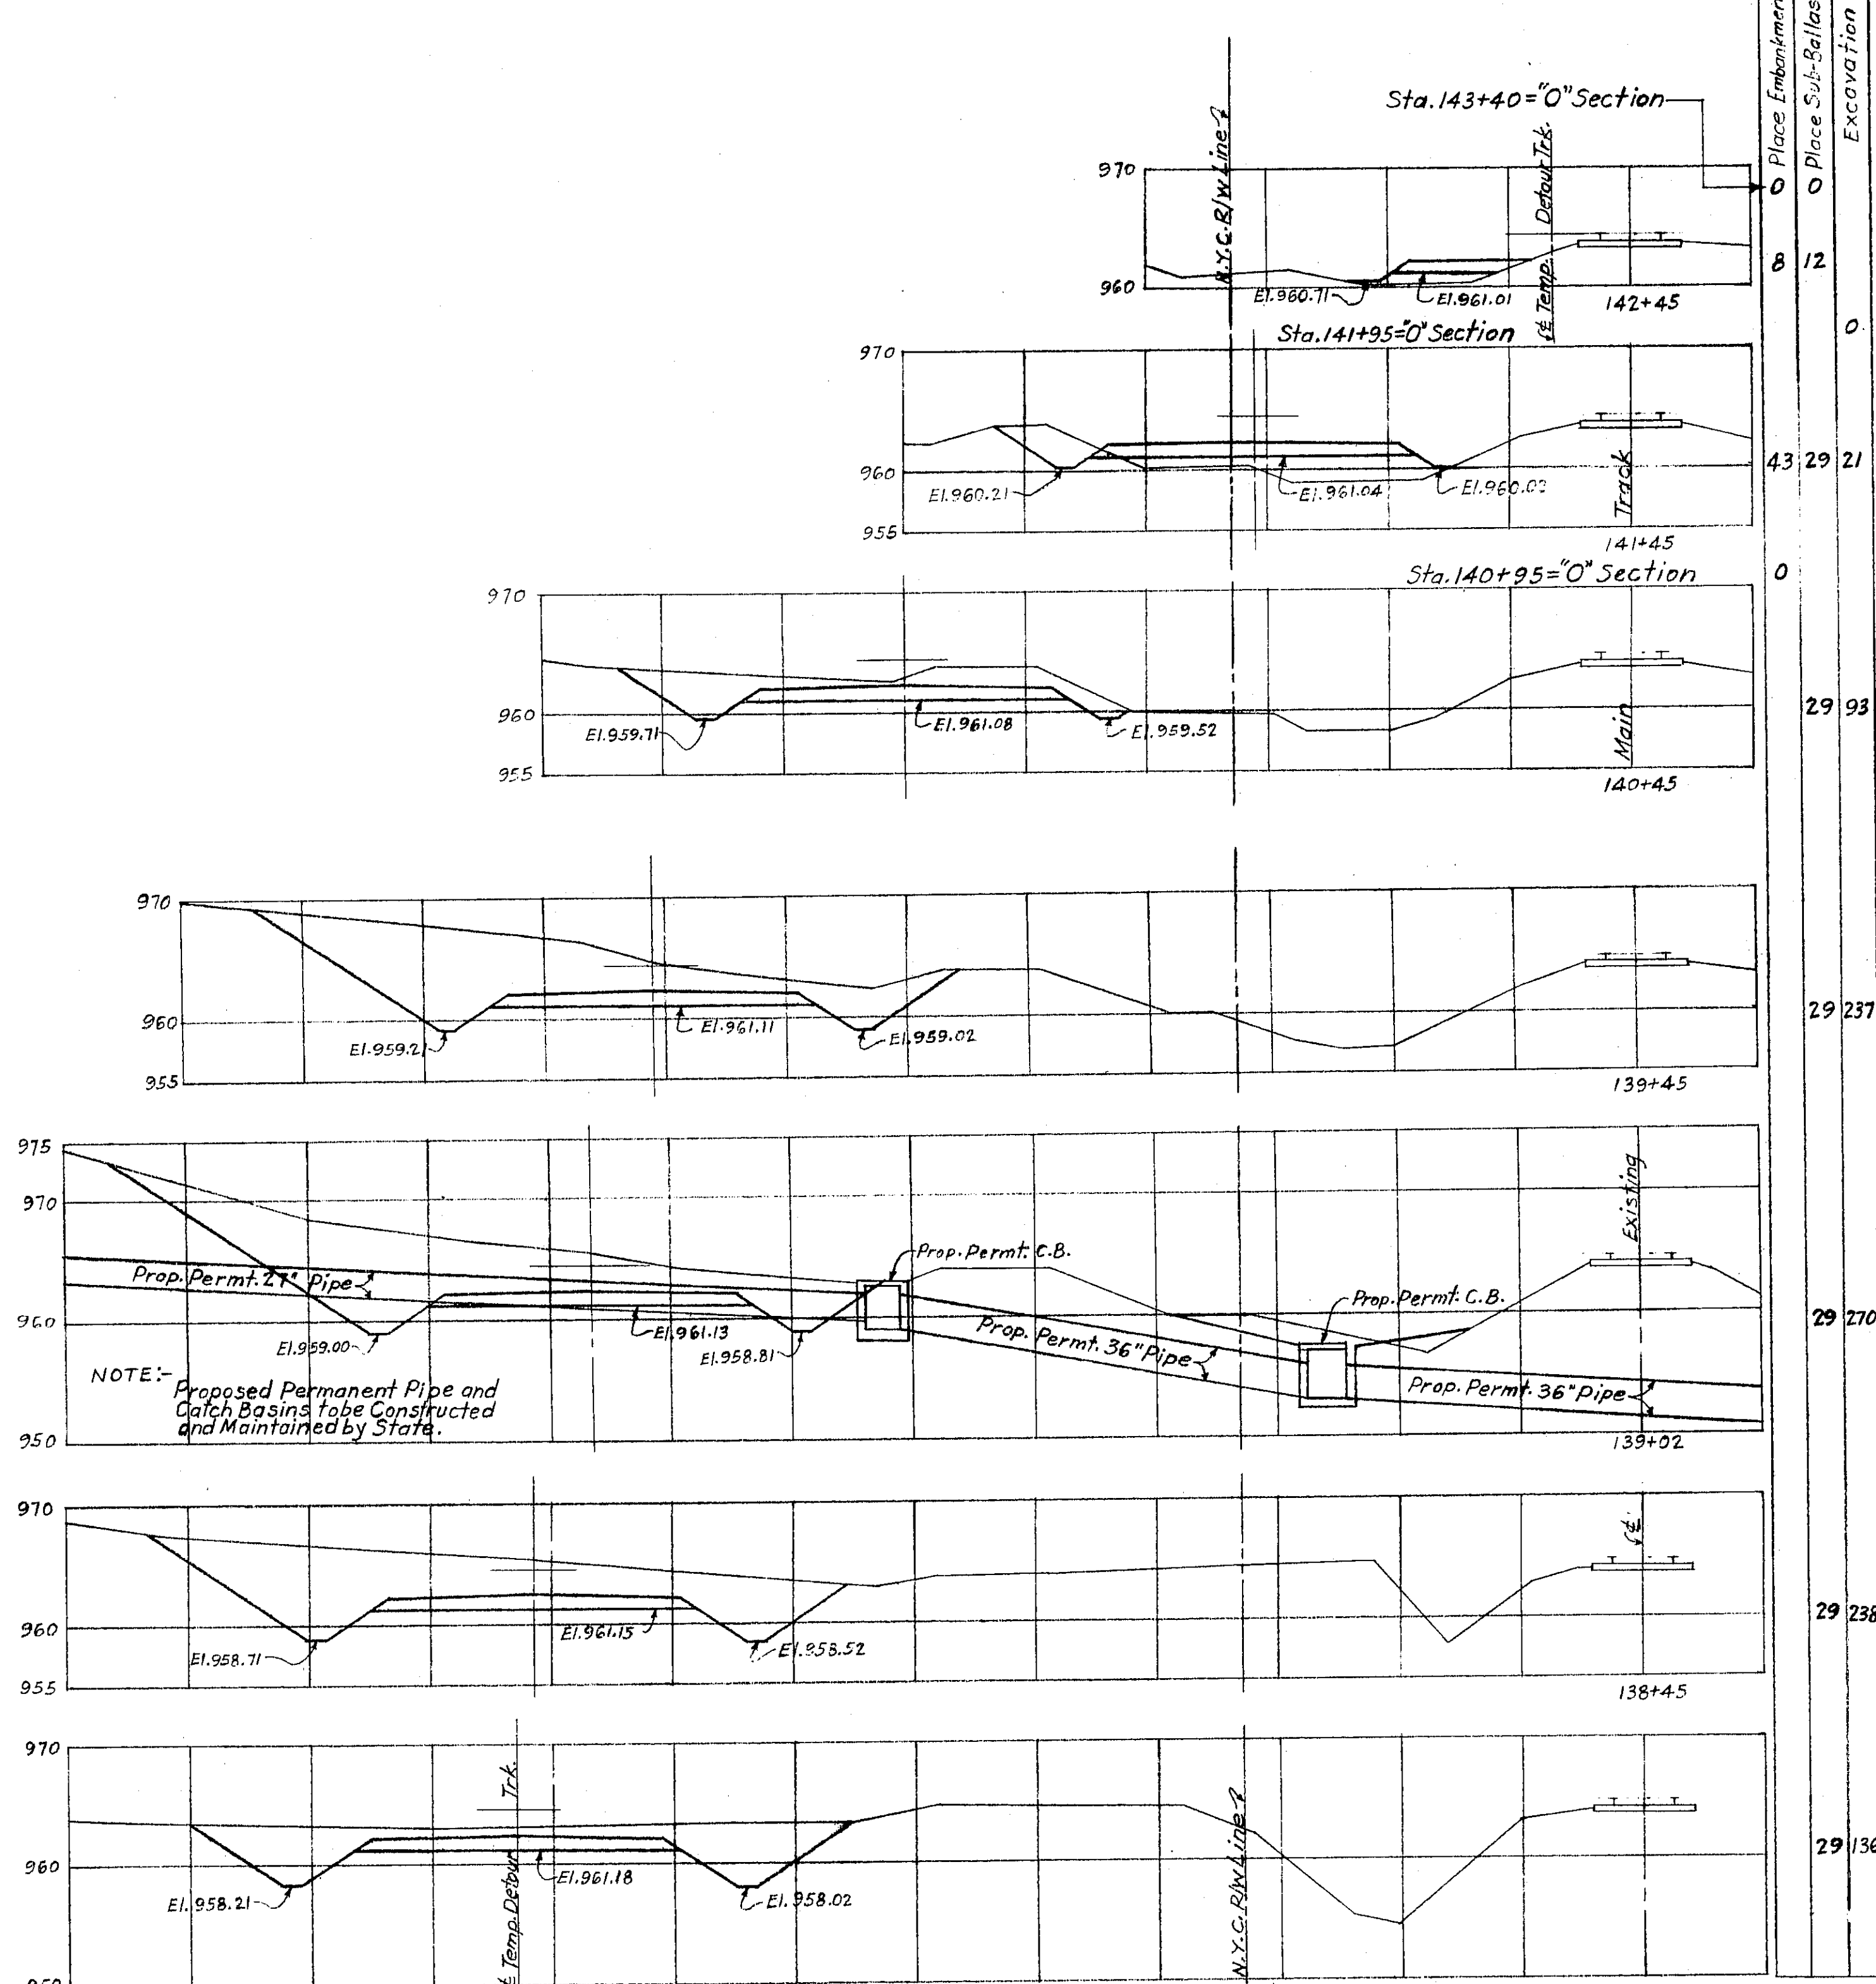 Place Embankmen
Place Sub-Ballas
Excavation
Sta. 143+40="0" Section
N.Y.C. R/W Line
℄ Temp. Detour Trk.
970
0 0
8 12
960
El. 960.71
El. 961.01
142+45
0
Sta. 141+95="0" Section
970
960
43 29 21
El. 960.21
El. 961.04
El. 960.03
Track
955
141+45
Sta. 140+95="0" Section
0
970
960
29 93
El. 959.71
El. 961.08
El. 959.52
Main
955
140+45
970
960
29 237
El. 959.21
El. 961.11
El. 959.02
955
139+45
975
970
Existing
Prop. Permt. C.B.
Prop. Permt. 27" Pipe
Prop. Permt. C.B.
960
29 270
El. 959.00
El. 961.13
El. 958.81
Prop. Permt. 36" Pipe
Prop. Permt. 36" Pipe
NOTE:-
Proposed Permanent Pipe and
Catch Basins to be Constructed
and Maintained by State.
950
139+02
970
℄
960
29 238
El. 958.71
El. 961.15
El. 958.52
955
138+45
970
℄ Temp. Detour Trk.
N.Y.C. R/W Line
960
29 136
El. 958.21
El. 961.18
El. 958.02